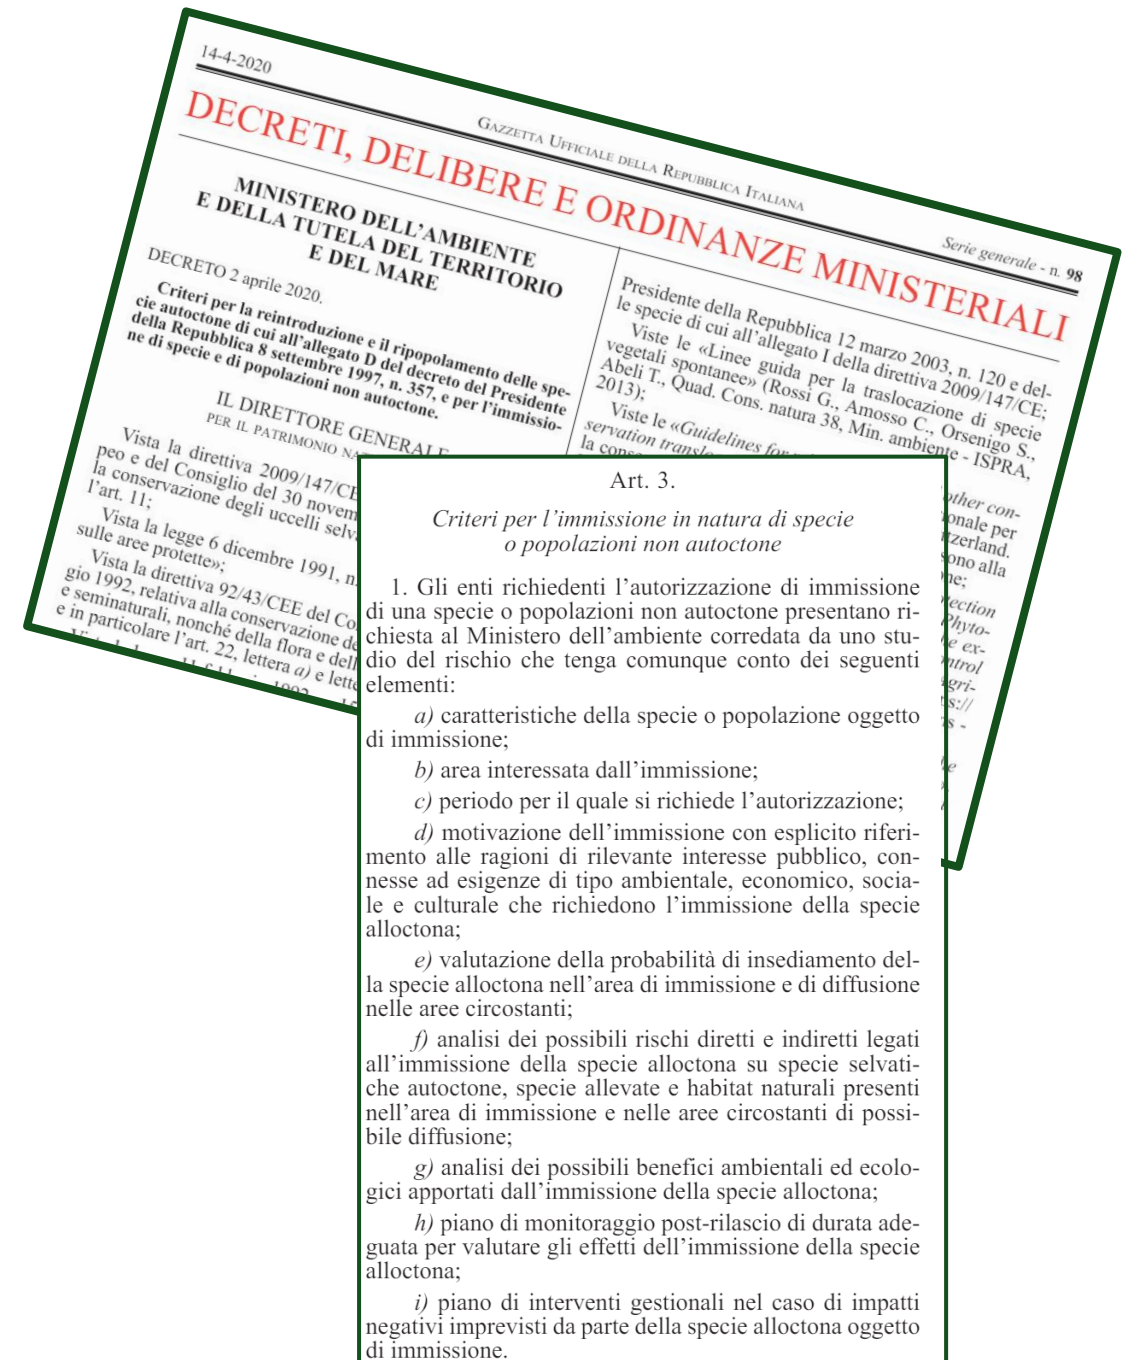 14-4-2020
GAZZETTA UFFICIALE DELLA REPUBBLICA ITALIANA
Serie generale - n. 98
DECRETI, DELIBERE E ORDINANZE MINISTERIALI
MINISTERO DELL'AMBIENTE
E DELLA TUTELA DEL TERRITORIO
E DEL MARE
DECRETO 2 aprile 2020.
Criteri per la reintroduzione e il ripopolamento delle spe-
cie autoctone di cui all'allegato D del decreto del Presidente
della Repubblica 8 settembre 1997, n. 357, e per l'immissio-
ne di specie e di popolazioni non autoctone.
IL DIRETTORE GENERALE
PER IL PATRIMONIO
Vista la direttiva 2009/147/CE
peo e del Consiglio del 30 novem
la conservazione degli uccelli selv
l'art. 11;
Vista la legge 6 dicembre 1991, n.
sulle aree protette»;
Vista la direttiva 92/43/CEE del Co
gio 1992, relativa alla conservazione de
e seminaturali, nonché della flora e dell
e in particolare l'art. 22, lettera a) e lette
Presidente della Repubblica 12 marzo 2003, n. 120 e del-
le specie di cui all'allegato I della direttiva 2009/147/CE;
Viste le «Linee guida per la traslocazione di specie
vegetali spontanee» (Rossi G., Amosso C., Orsenigo S.,
Abeli T., Quad. Cons. natura 38, Min. ambiente - ISPRA,
2013);
Viste le «Guidelines for
servation transl
la cons
other con-
onale per
tzerland.
sono alla
ne;
tection
Phyto-
e ex-
ntrol
gri-
s://
s -
Art. 3.
Criteri per l'immissione in natura di specie
o popolazioni non autoctone
1. Gli enti richiedenti l'autorizzazione di immissione
di una specie o popolazioni non autoctone presentano ri-
chiesta al Ministero dell'ambiente corredata da uno stu-
dio del rischio che tenga comunque conto dei seguenti
elementi:
a) caratteristiche della specie o popolazione oggetto
di immissione;
b) area interessata dall'immissione;
c) periodo per il quale si richiede l'autorizzazione;
d) motivazione dell'immissione con esplicito riferi-
mento alle ragioni di rilevante interesse pubblico, con-
nesse ad esigenze di tipo ambientale, economico, socia-
le e culturale che richiedono l'immissione della specie
alloctona;
e) valutazione della probabilità di insediamento del-
la specie alloctona nell'area di immissione e di diffusione
nelle aree circostanti;
f) analisi dei possibili rischi diretti e indiretti legati
all'immissione della specie alloctona su specie selvati-
che autoctone, specie allevate e habitat naturali presenti
nell'area di immissione e nelle aree circostanti di possi-
bile diffusione;
g) analisi dei possibili benefici ambientali ed ecolo-
gici apportati dall'immissione della specie alloctona;
h) piano di monitoraggio post-rilascio di durata ade-
guata per valutare gli effetti dell'immissione della specie
alloctona;
i) piano di interventi gestionali nel caso di impatti
negativi imprevisti da parte della specie alloctona oggetto
di immissione.